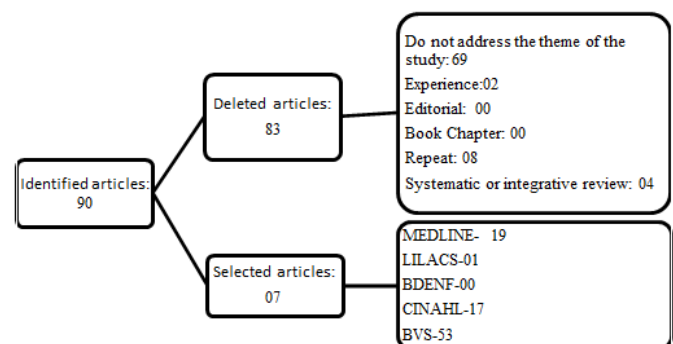 Identified articles:
90
Deleted articles:
83
Do not address the theme of the
study: 69
Experience:02
Editorial: 00
Book Chapter: 00
Repeat: 08
Systematic or integrative review: 04
Selected articles:
07
MEDLINE- 19
LILACS-01
BDENF-00
CINAHL-17
BVS-53